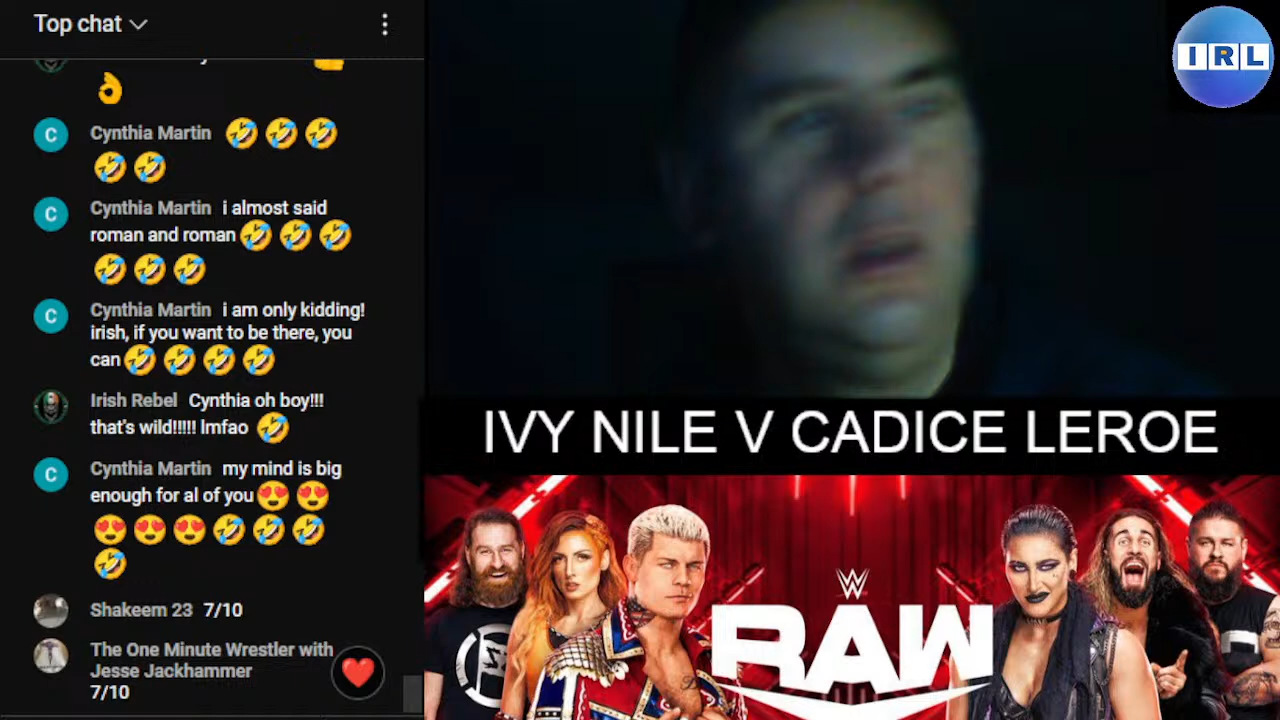 Top chat
Cynthia Martin
Cynthia Martin i almost said
roman and roman
Cynthia Martin i am only kidding!
irish, if you want to be there, you
can
Irish Rebel Cynthia oh boy!!!
that's wild!!!!! lmfao
Cynthia Martin my mind is big
enough for al of you
Shakeem 23 7/10
The One Minute Wrestler with
Jesse Jackhammer
7/10
IRL
IVY NILE V CADICE LEROE
W
RAW